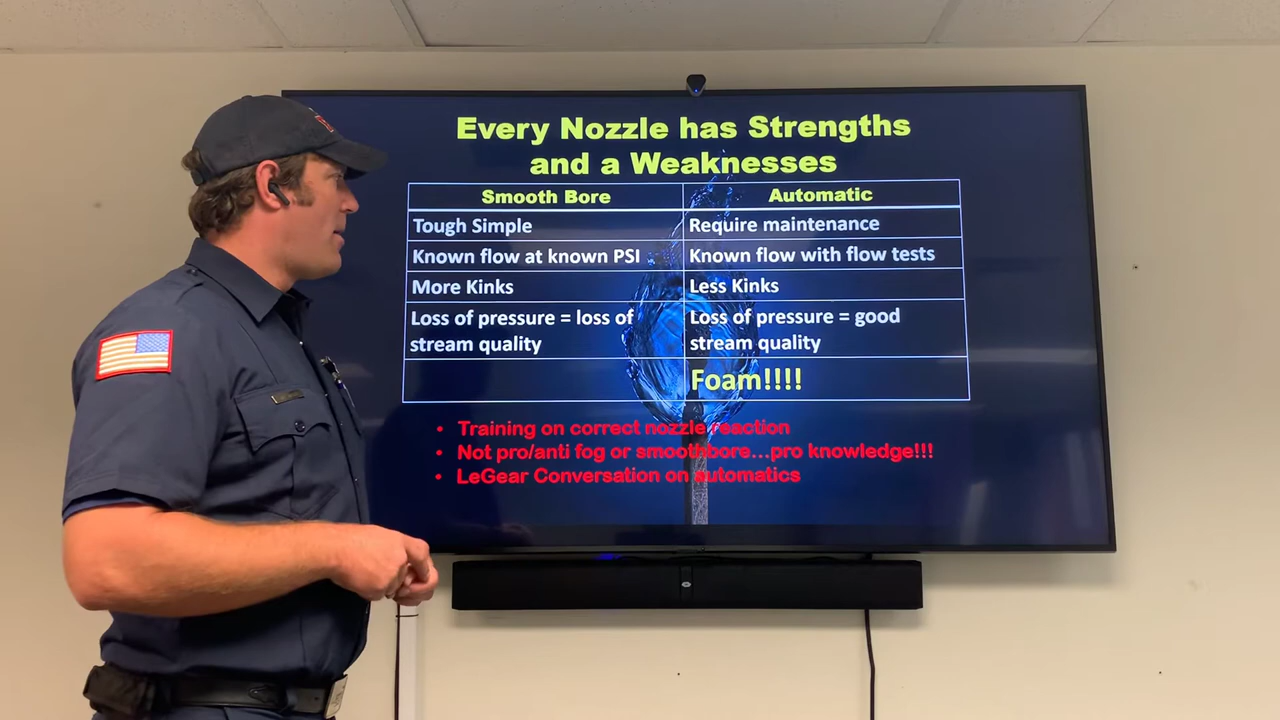 Every Nozzle has Strengths
and a Weaknesses
Smooth Bore
Automatic
Tough Simple
Require maintenance
Known flow at known PSI
Known flow with flow tests
More Kinks
Less Kinks
Loss of pressure = loss of
stream quality
Loss of pressure = good
stream quality
Foam!!!!
• Training on correct nozzle reaction
• Not pro/anti fog or smoothbore...pro knowledge!!!
• LeGear Conversation on automatics